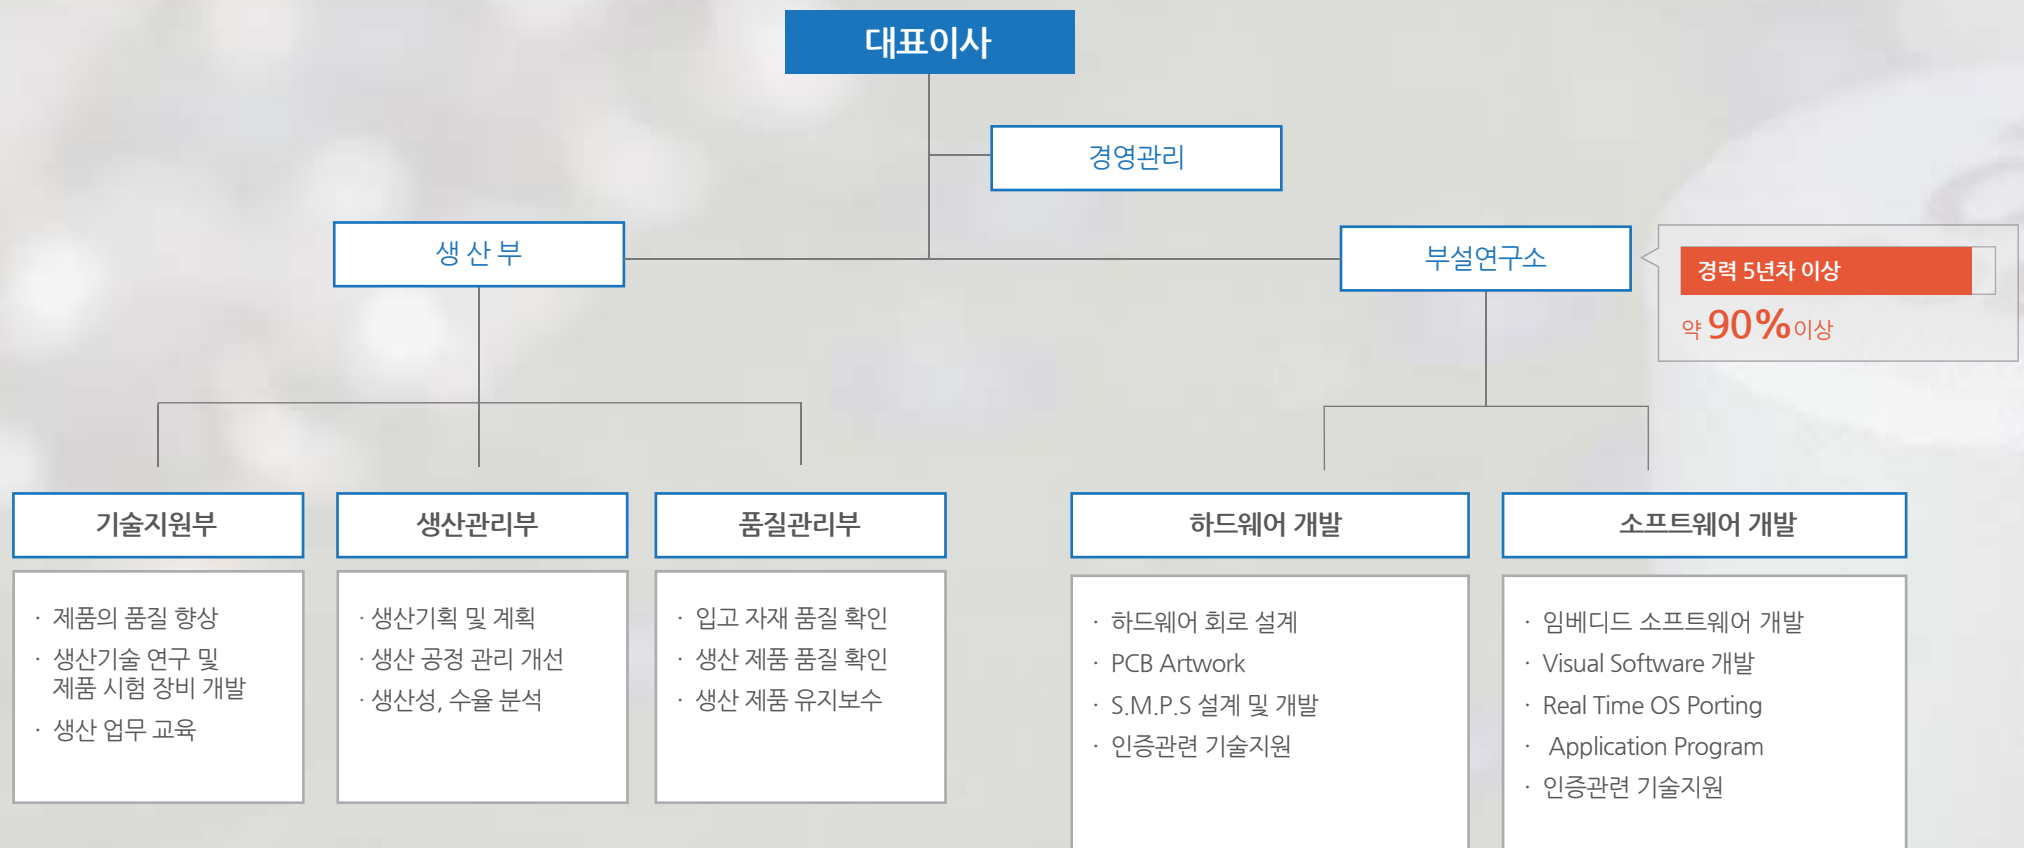 대표이사
경영관리
생 산 부
부설연구소
경력 5년차 이상
약 90%이상
기술지원부
· 제품의 품질 향상
· 생산기술 연구 및
제품 시험 장비 개발
· 생산 업무 교육
생산관리부
· 생산기획 및 계획
· 생산 공정 관리 개선
· 생산성, 수율 분석
품질관리부
· 입고 자재 품질 확인
· 생산 제품 품질 확인
· 생산 제품 유지보수
하드웨어 개발
· 하드웨어 회로 설계
· PCB Artwork
· S.M.P.S 설계 및 개발
· 인증관련 기술지원
소프트웨어 개발
· 임베디드 소프트웨어 개발
· Visual Software 개발
· Real Time OS Porting
· Application Program
· 인증관련 기술지원